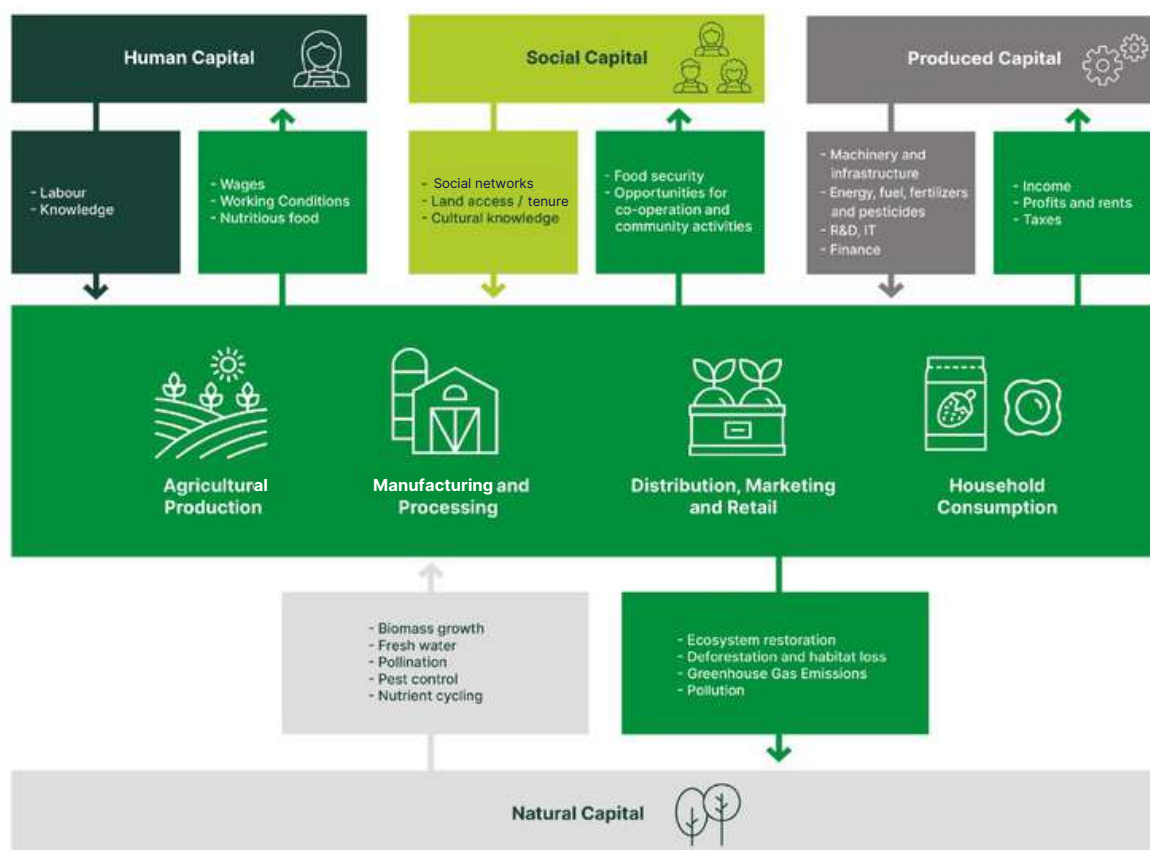 Human Capital
Social Capital
Produced Capital
- Labour
- Knowledge
- Wages
- Working Conditions
- Nutritious food
- Social networks
- Land access / tenure
- Cultural knowledge
- Food security
- Opportunities for
co-operation and
community activities
- Machinery and
infrastructure
- Energy, fuel, fertilizers
and pesticides
- R&D, IT
- Finance
- Income
- Profits and rents
- Taxes
Agricultural
Production
Manufacturing and
Processing
Distribution, Marketing
and Retail
Household
Consumption
- Biomass growth
- Fresh water
- Pollination
- Pest control
- Nutrient cycling
- Ecosystem restoration
- Deforestation and habitat loss
- Greenhouse Gas Emissions
- Pollution
Natural Capital